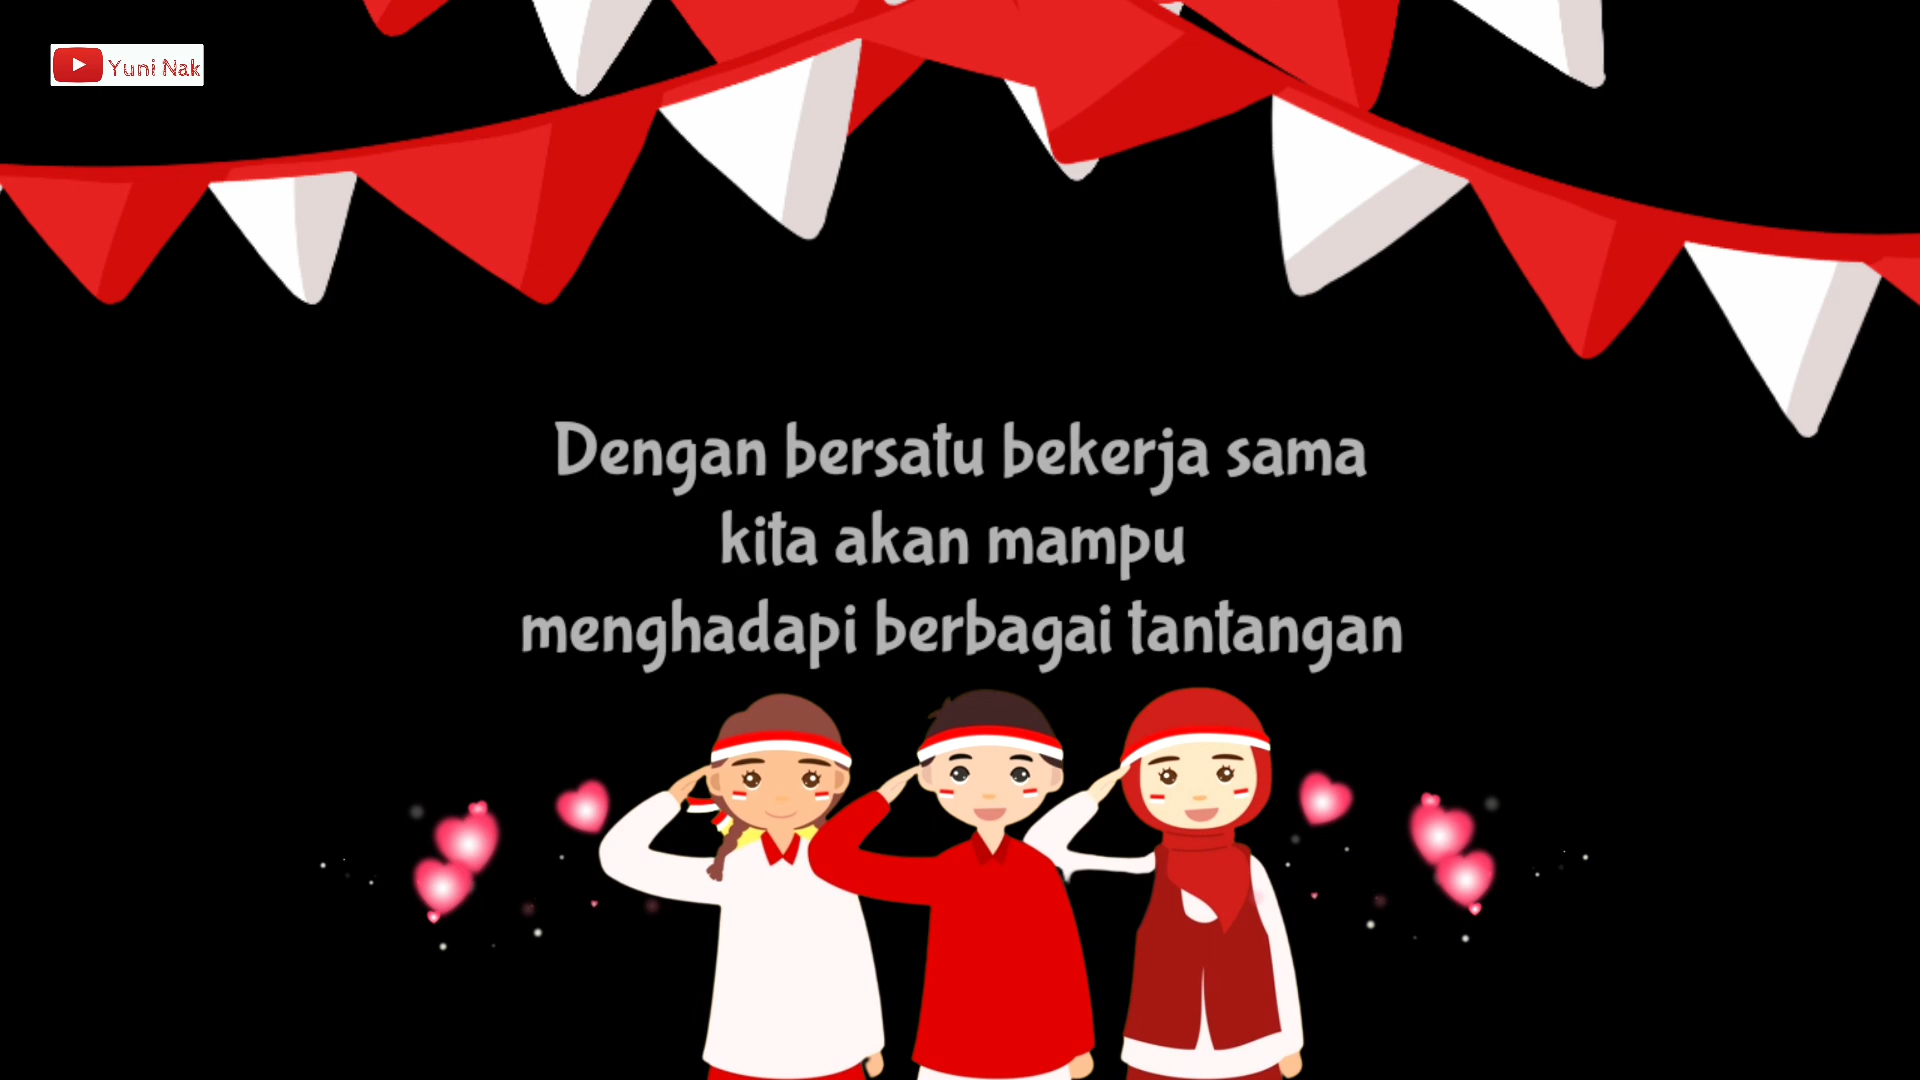 Yuni Nak
Dengan bersatu bekerja sama
kita akan mampu
menghadapi berbagai tantangan